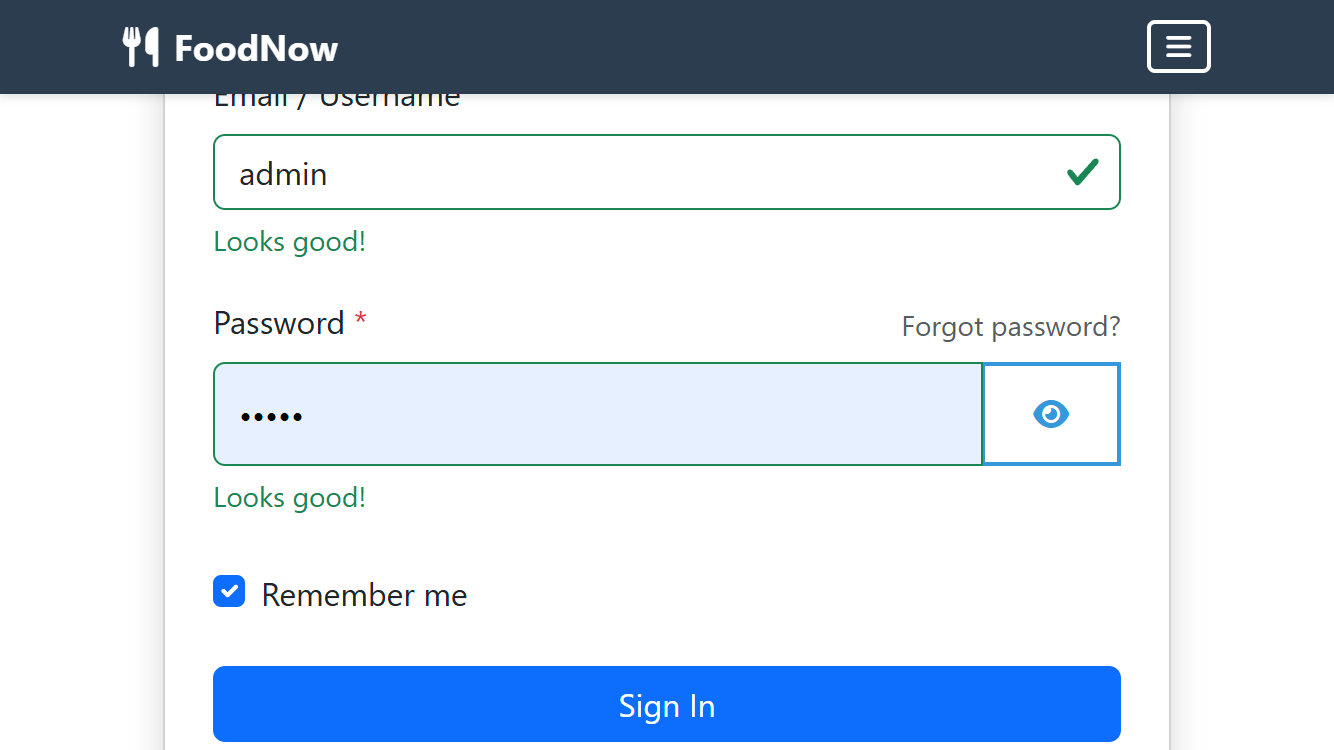 FoodNow
Email / Username
admin
Looks good!
Password *
Forgot password?
•••••
Looks good!
Remember me
Sign In